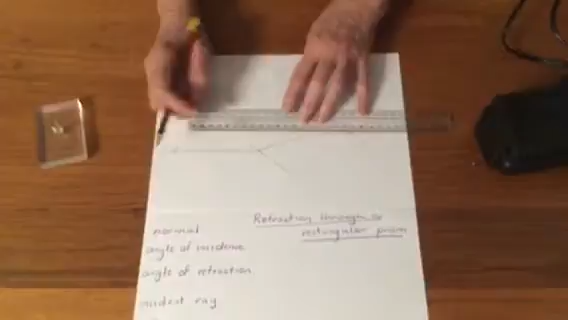 Refraction through a
rectangular prism
normal
angle of incidence
angle of refraction
incident ray